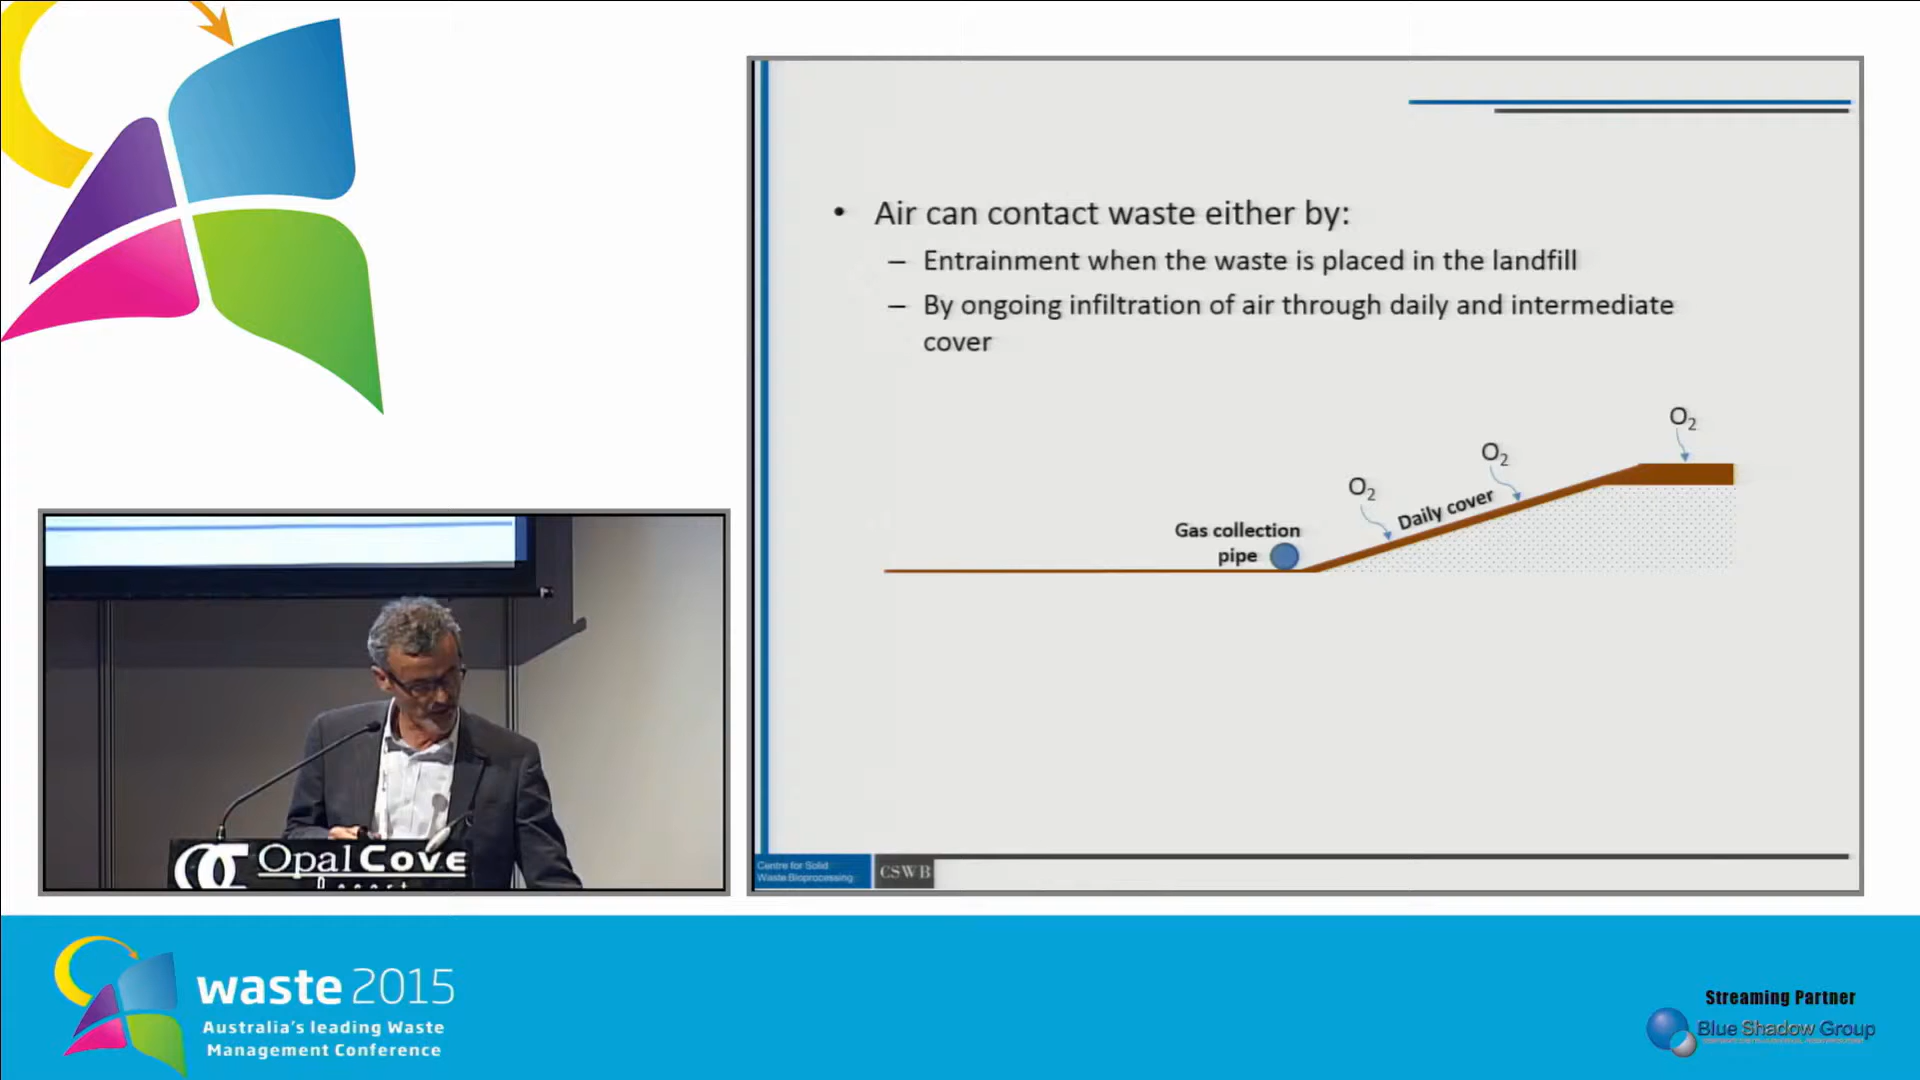 • Air can contact waste either by:
– Entrainment when the waste is placed in the landfill
– By ongoing infiltration of air through daily and intermediate
cover
O₂
O₂
O₂
Daily cover
Gas collection
pipe
Centre for Solid
Waste Bioprocessing
CSWB
Opal Cove
waste 2015
Australia's leading Waste
Management Conference
Streaming Partner
Blue Shadow Group